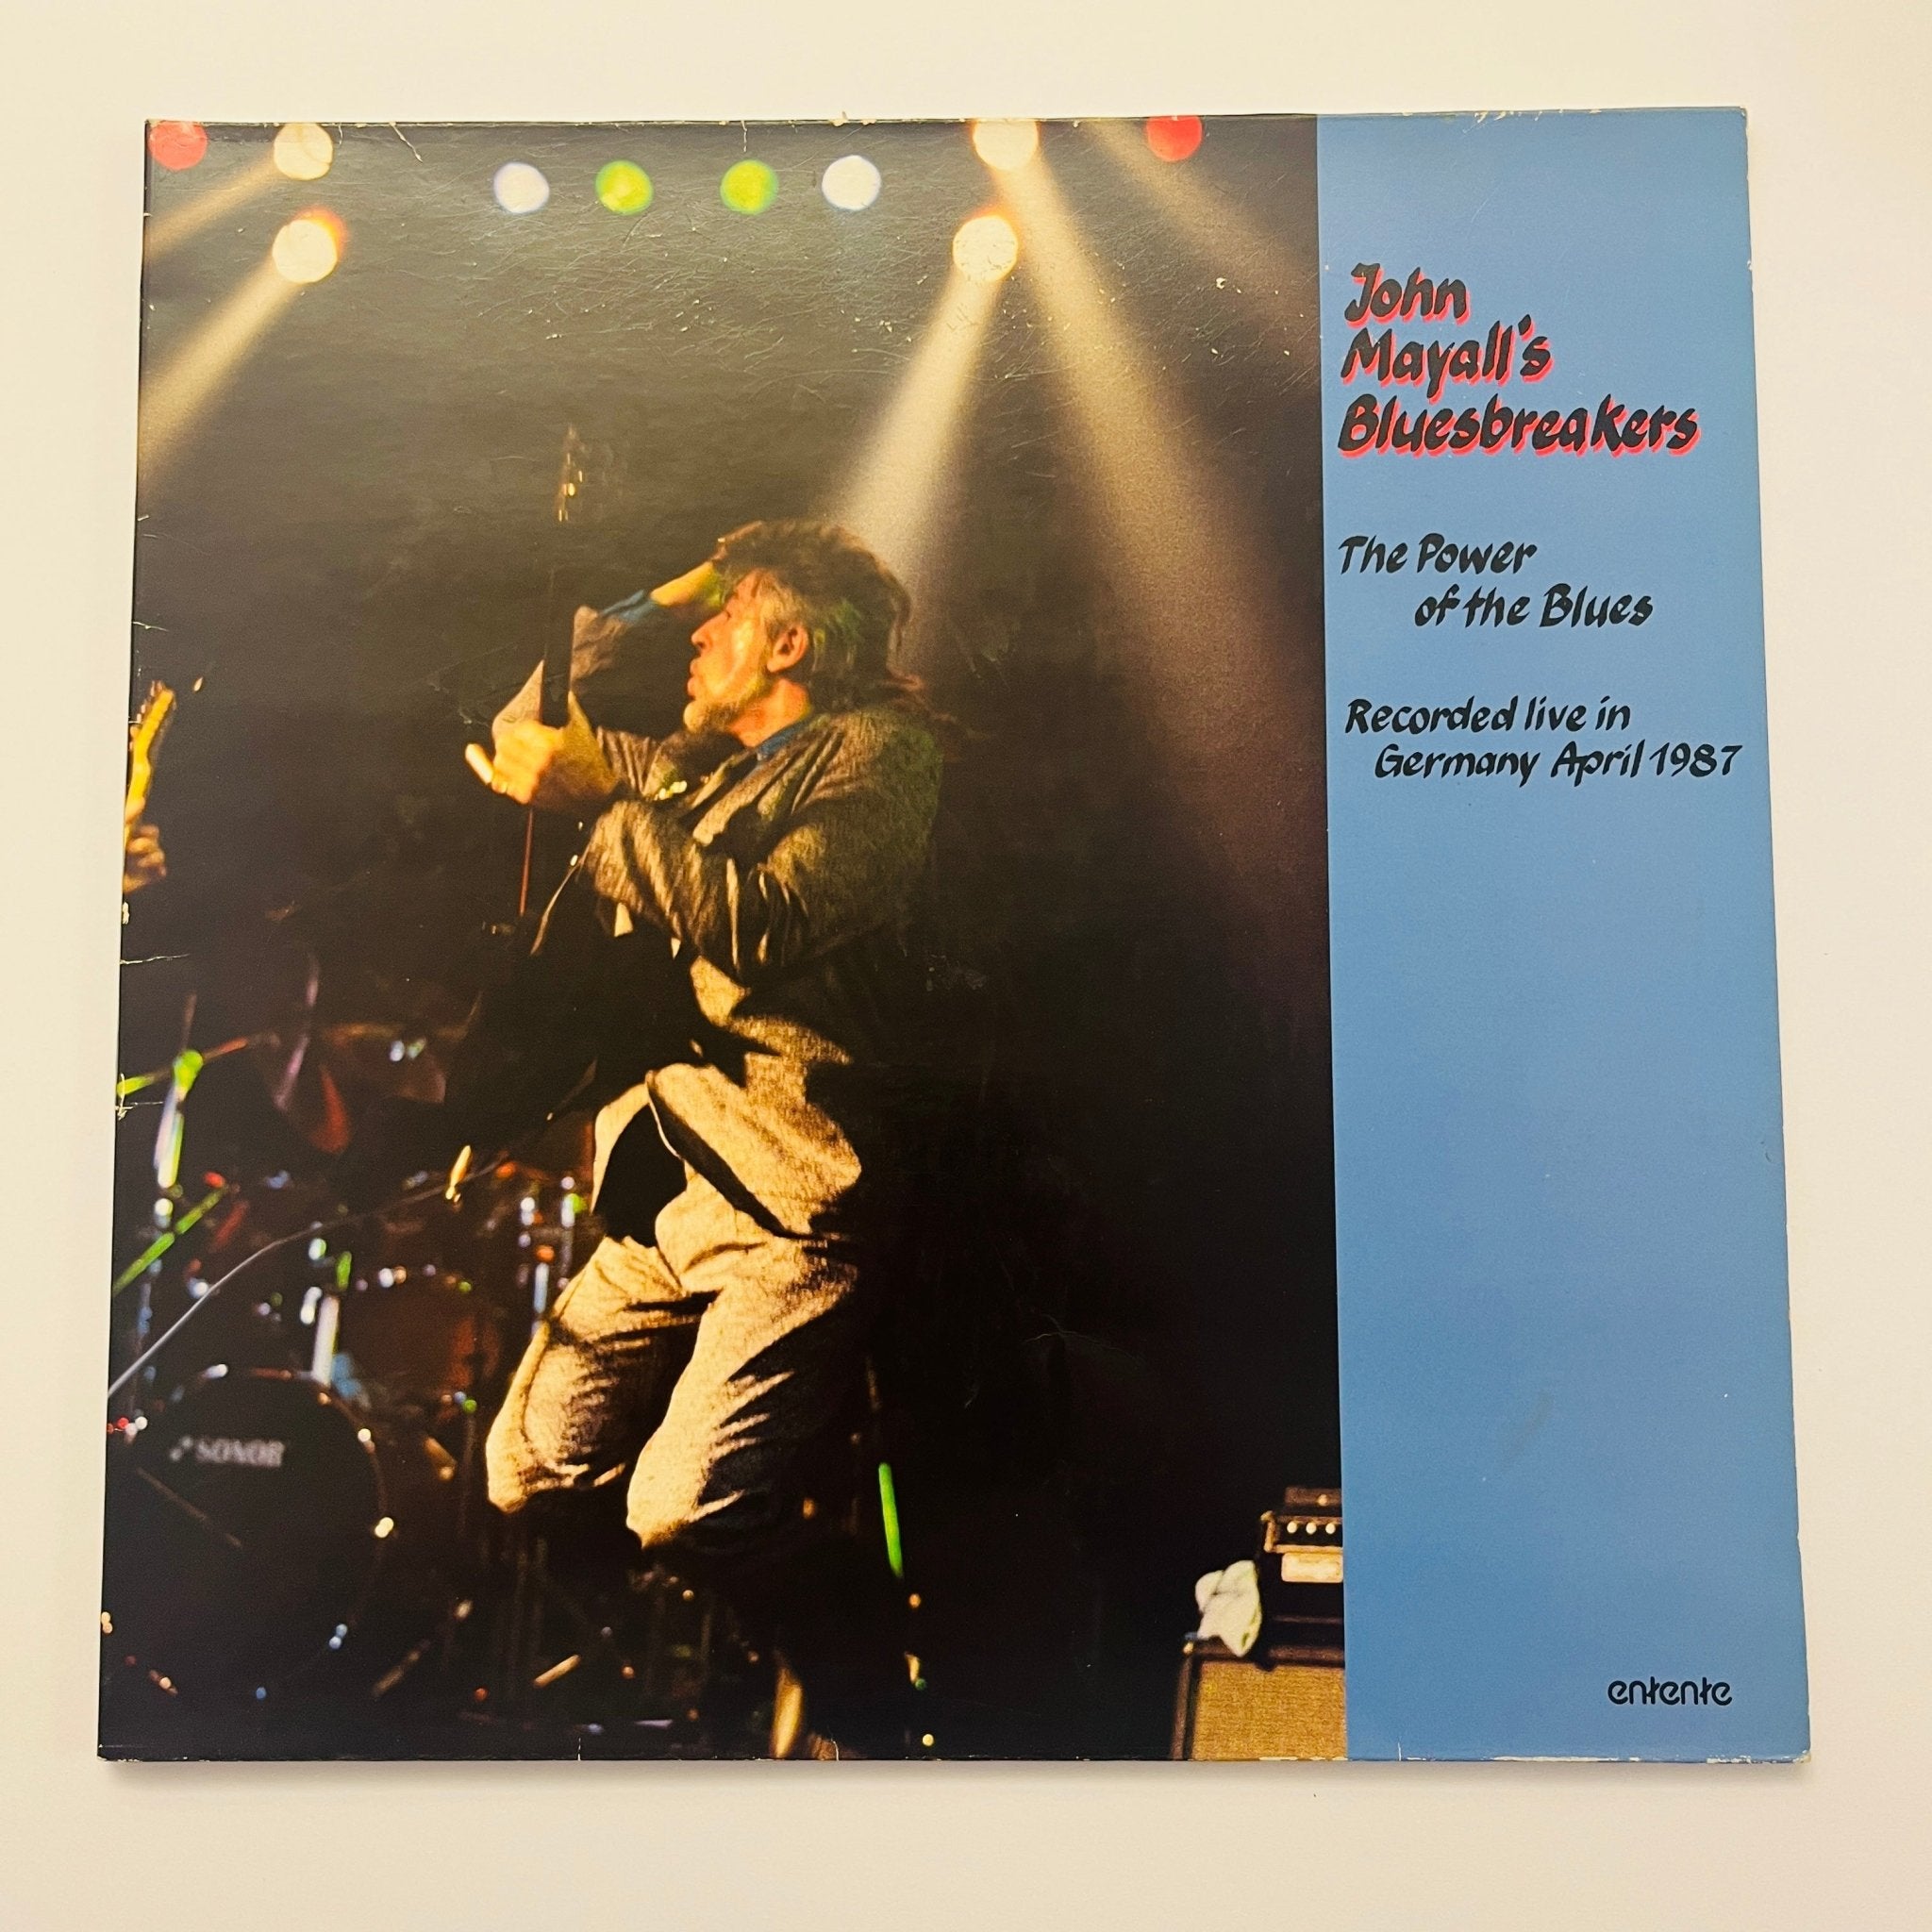 John
Mayall's
Bluesbreakers
The Power
of the Blues
Recorded live in
Germany April 1987
SONOR
entente